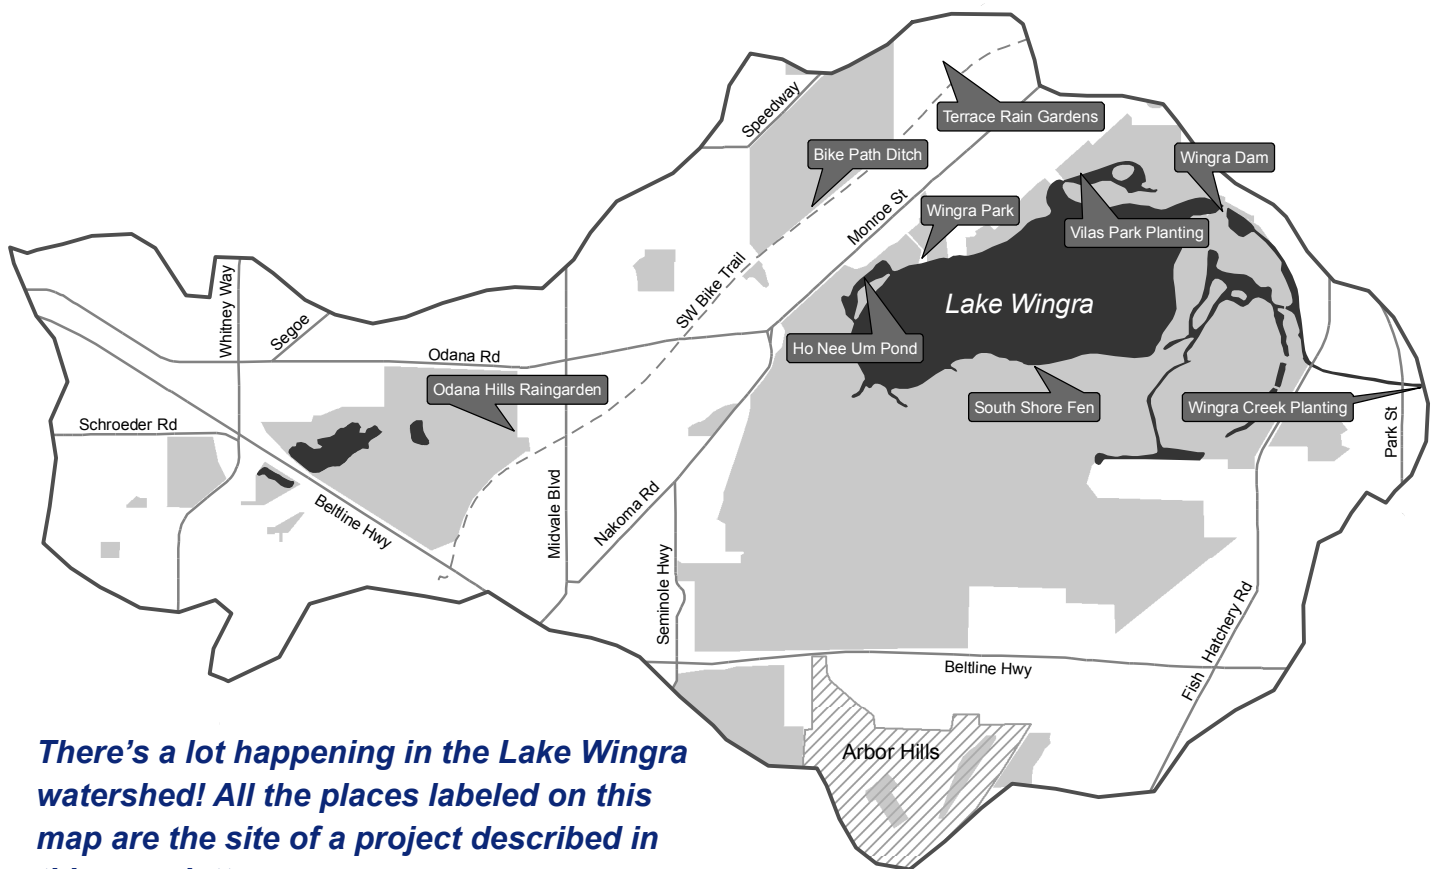 Speedway
Terrace Rain Gardens
Bike Path Ditch
Wingra Dam
Wingra Park
Monroe St
Vilas Park Planting
Whitney Way
Segoe
SW Bike Trail
Lake Wingra
Odana Rd
Ho Nee Um Pond
Odana Hills Raingarden
South Shore Fen
Wingra Creek Planting
Schroeder Rd
Park St
Beltline Hwy
Midvale Blvd
Nakoma Rd
Seminole Hwy
Fish Hatchery Rd
Beltline Hwy
Arbor Hills
There's a lot happening in the Lake Wingra
watershed! All the places labeled on this
map are the site of a project described in